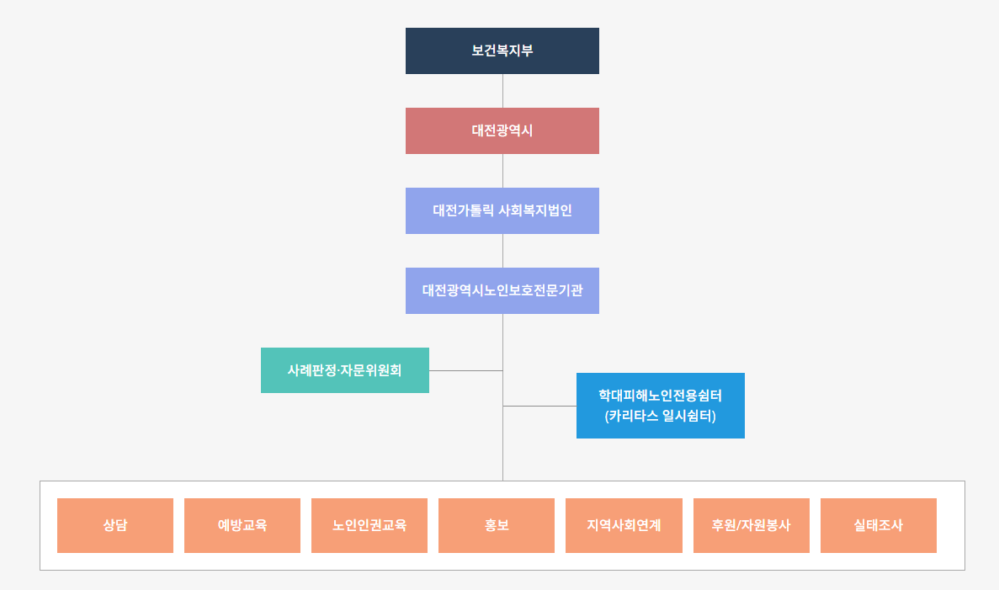 보건복지부
대전광역시
대전가톨릭 사회복지법인
대전광역시노인보호전문기관
사례판정·자문위원회
학대피해노인전용쉼터
(카리타스 일시쉼터)
상담
예방교육
노인인권교육
홍보
지역사회연계
후원/자원봉사
실태조사